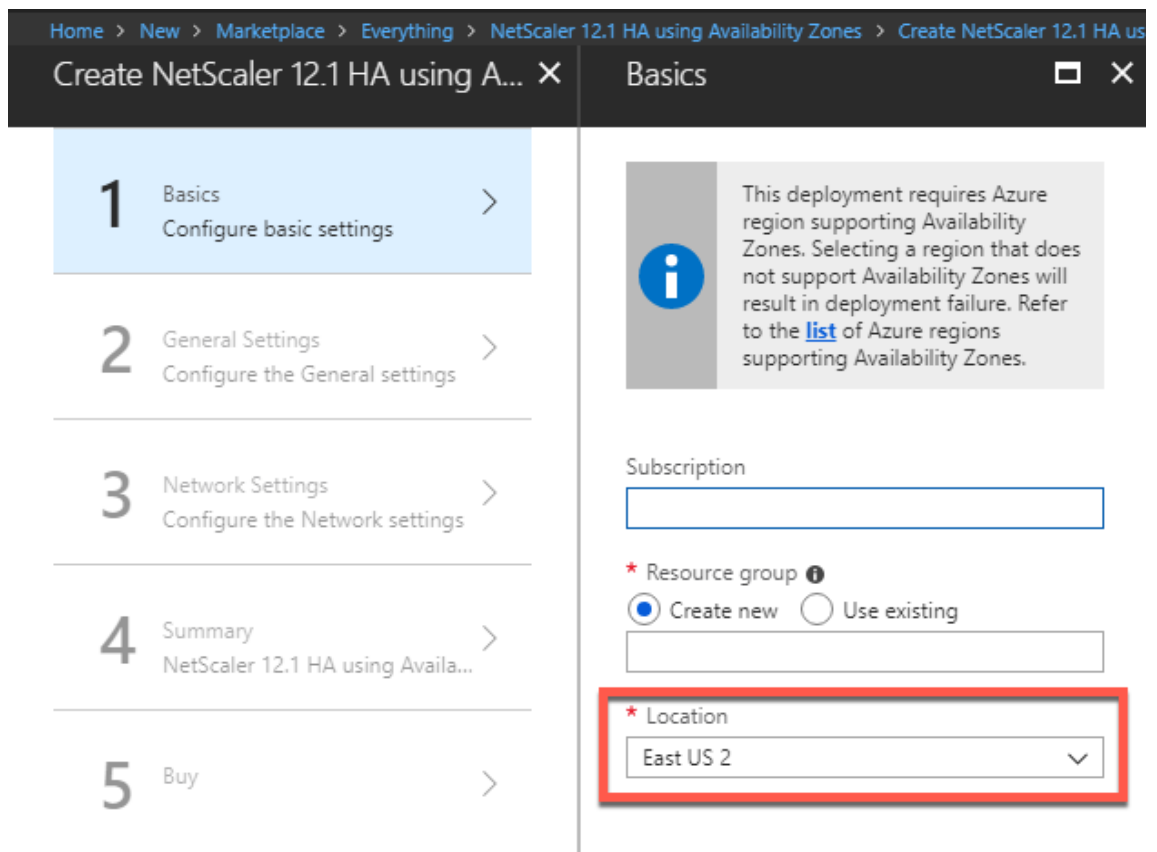 Home > New > Marketplace > Everything > NetScaler 12.1 HA using Availability Zones > Create NetScaler 12.1 HA us
Create NetScaler 12.1 HA using A...
Basics
1
Basics
Configure basic settings
2
General Settings
Configure the General settings
3
Network Settings
Configure the Network settings
4
Summary
NetScaler 12.1 HA using Availa...
5
Buy
This deployment requires Azure
region supporting Availability
Zones. Selecting a region that does
not support Availability Zones will
result in deployment failure. Refer
to the list of Azure regions
supporting Availability Zones.
Subscription
* Resource group
Create new
Use existing
* Location
East US 2